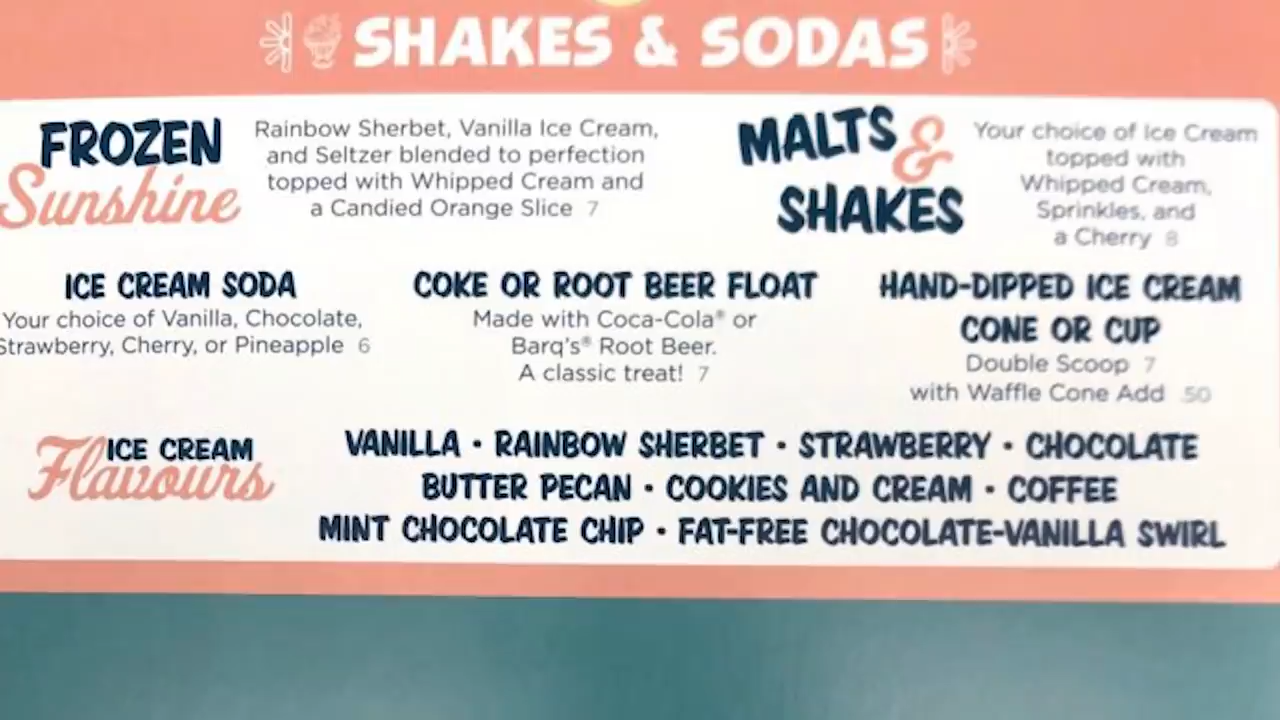 SHAKES & SODAS
FROZEN
Sunshine
Rainbow Sherbet, Vanilla Ice Cream,
and Seltzer blended to perfection
topped with Whipped Cream and
a Candied Orange Slice 7
MALTS &
SHAKES
Your choice of Ice Cream
topped with
Whipped Cream,
Sprinkles, and
a Cherry 8
ICE CREAM SODA
Your choice of Vanilla, Chocolate,
Strawberry, Cherry, or Pineapple 6
COKE OR ROOT BEER FLOAT
Made with Coca-Cola® or
Barq's® Root Beer.
A classic treat! 7
HAND-DIPPED ICE CREAM
CONE OR CUP
Double Scoop 7
with Waffle Cone Add .50
ICE CREAM
Flavours
VANILLA • RAINBOW SHERBET • STRAWBERRY • CHOCOLATE
BUTTER PECAN • COOKIES AND CREAM • COFFEE
MINT CHOCOLATE CHIP • FAT-FREE CHOCOLATE-VANILLA SWIRL